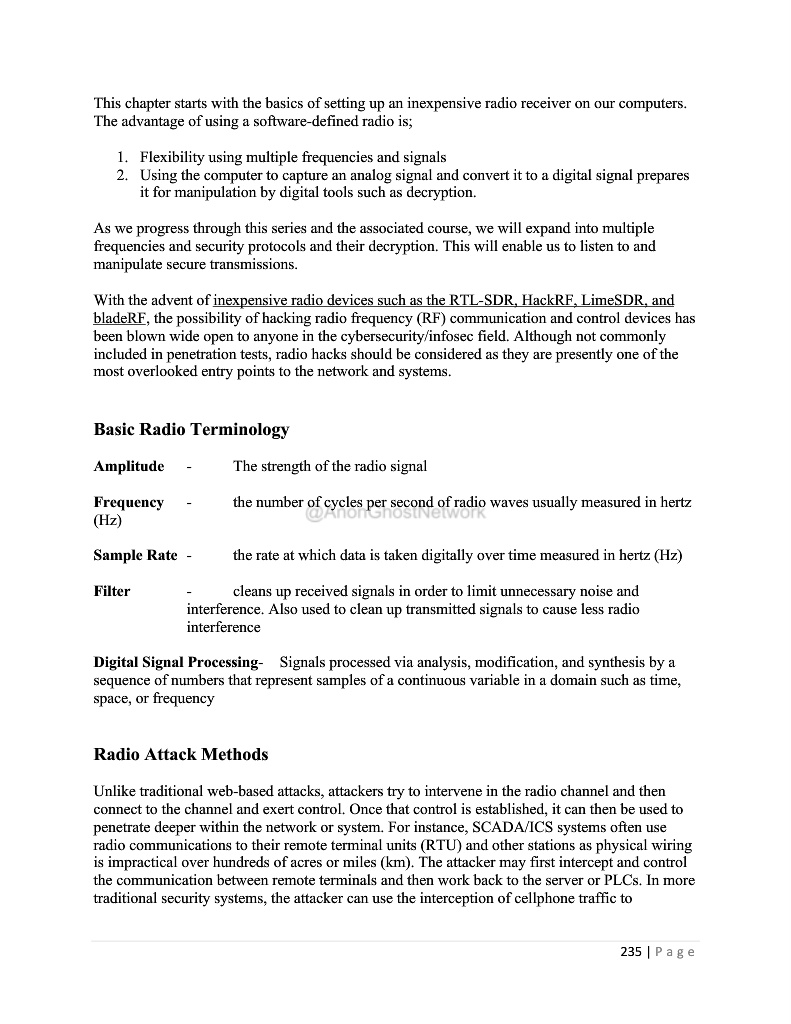 This chapter starts with the basics of setting up an inexpensive radio receiver on our computers.
The advantage of using a software-defined radio is;
1. Flexibility using multiple frequencies and signals
2. Using the computer to capture an analog signal and convert it to a digital signal prepares
it for manipulation by digital tools such as decryption.
As we progress through this series and the associated course, we will expand into multiple
frequencies and security protocols and their decryption. This will enable us to listen to and
manipulate secure transmissions.
With the advent of inexpensive radio devices such as the RTL-SDR, HackRF, LimeSDR, and
bladeRF, the possibility of hacking radio frequency (RF) communication and control devices has
been blown wide open to anyone in the cybersecurity/infosec field. Although not commonly
included in penetration tests, radio hacks should be considered as they are presently one of the
most overlooked entry points to the network and systems.
Basic Radio Terminology
Amplitude - The strength of the radio signal
Frequency - the number of cycles per second of radio waves usually measured in hertz
(Hz)
@AnonGhostNetwork
Sample Rate - the rate at which data is taken digitally over time measured in hertz (Hz)
Filter - cleans up received signals in order to limit unnecessary noise and
interference. Also used to clean up transmitted signals to cause less radio
interference
Digital Signal Processing- Signals processed via analysis, modification, and synthesis by a
sequence of numbers that represent samples of a continuous variable in a domain such as time,
space, or frequency
Radio Attack Methods
Unlike traditional web-based attacks, attackers try to intervene in the radio channel and then
connect to the channel and exert control. Once that control is established, it can then be used to
penetrate deeper within the network or system. For instance, SCADA/ICS systems often use
radio communications to their remote terminal units (RTU) and other stations as physical wiring
is impractical over hundreds of acres or miles (km). The attacker may first intercept and control
the communication between remote terminals and then work back to the server or PLCs. In more
traditional security systems, the attacker can use the interception of cellphone traffic to
235 | P a g e